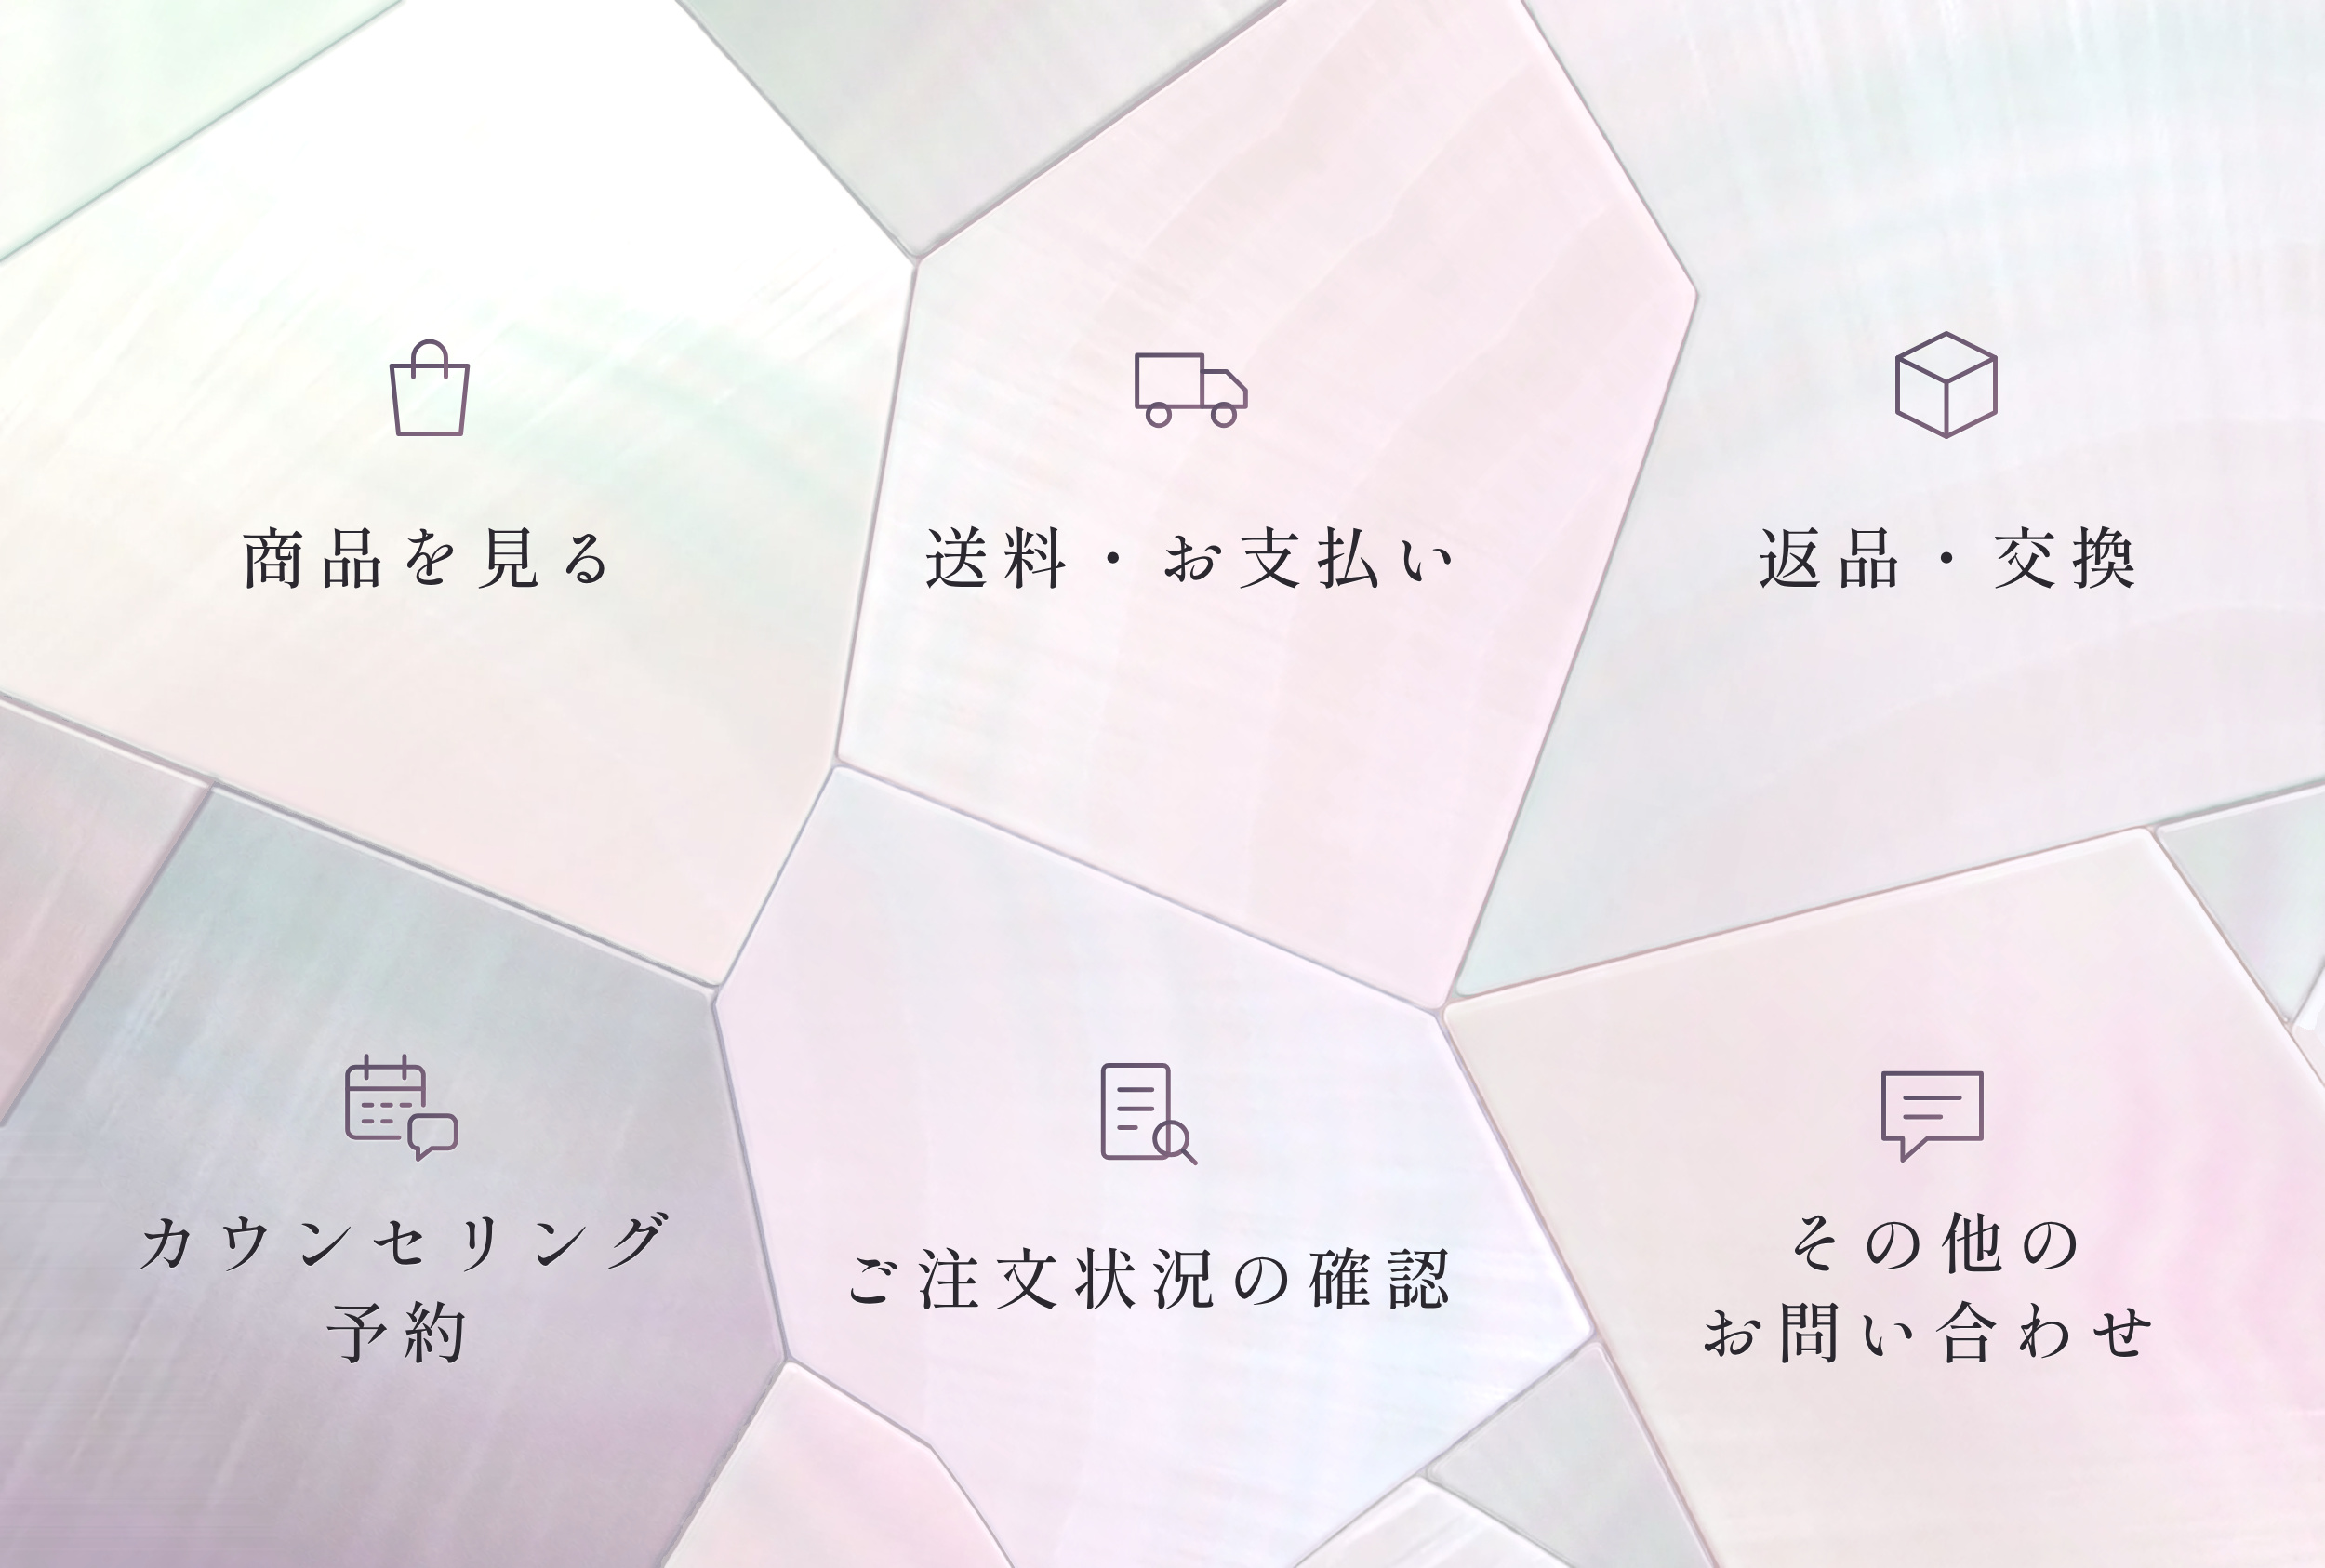 商品を見る
送料・お支払い
返品・交換
カウンセリング
予約
ご注文状況の確認
その他の
お問い合わせ